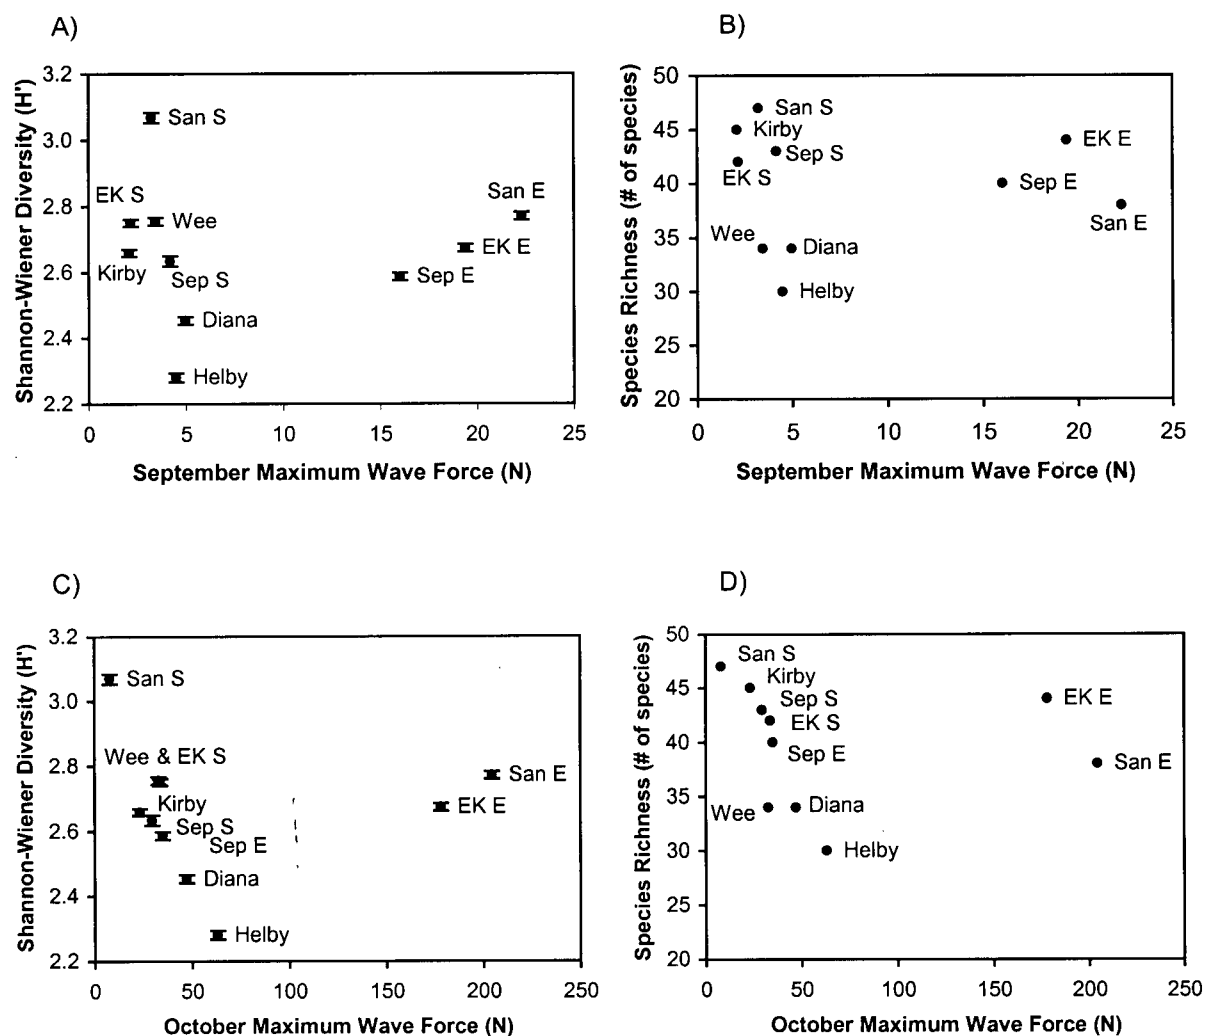 A)
Shannon-Wiener Diversity (H')
3.2
3.0
2.8
2.6
2.4
2.2
San S
EK S
Wee
Kirby
Sep S
Diana
Helby
San E
EK E
Sep E
0 5 10 15 20 25
September Maximum Wave Force (N)
B)
Species Richness (# of species)
50
45
40
35
30
25
20
San S
Kirby
Sep S
EK S
Wee
Diana
Helby
EK E
Sep E
San E
0 5 10 15 20 25
September Maximum Wave Force (N)
C)
Shannon-Wiener Diversity (H')
3.2
3.0
2.8
2.6
2.4
2.2
San S
Wee & EK S
Kirby
Sep S
Sep E
Diana
Helby
San E
EK E
0 50 100 150 200 250
October Maximum Wave Force (N)
D)
Species Richness (# of species)
50
45
40
35
30
25
20
San S
Kirby
Sep S
EK S
Sep E
Wee
Diana
Helby
EK E
San E
0 50 100 150 200 250
October Maximum Wave Force (N)